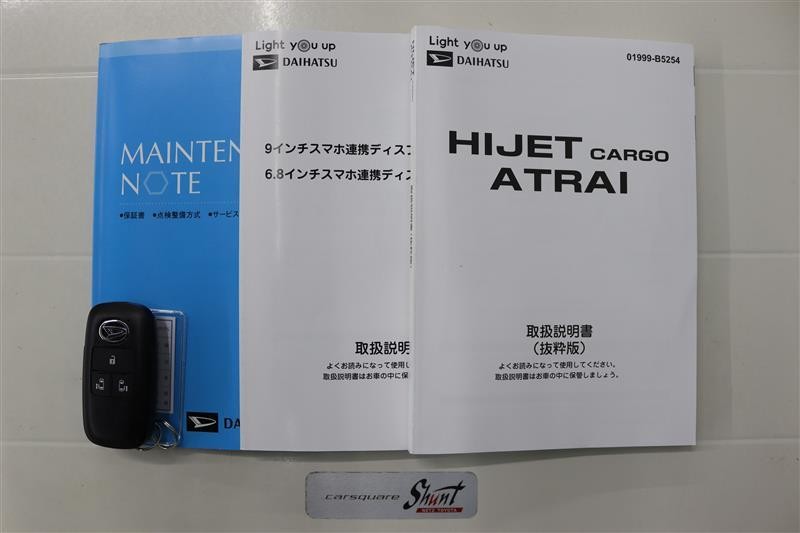 MAINTEN
NOTE
●保証書 ●点検整備方式 ●サービス
DAI
Light you up
DAIHATSU
9インチスマホ連携ディスプ
6.8インチスマホ連携ディス
取扱説明
よくお読みになって使用し
取扱説明書はお車の中に保
Light you up
DAIHATSU
01999-B5254
HIJET CARGO
ATRAI
取扱説明書
(抜粋版)
よくお読みになって使用してください。
取扱説明書はお車の中に保管しましょう。
carsquare Shunt
NETZ TOYOTA